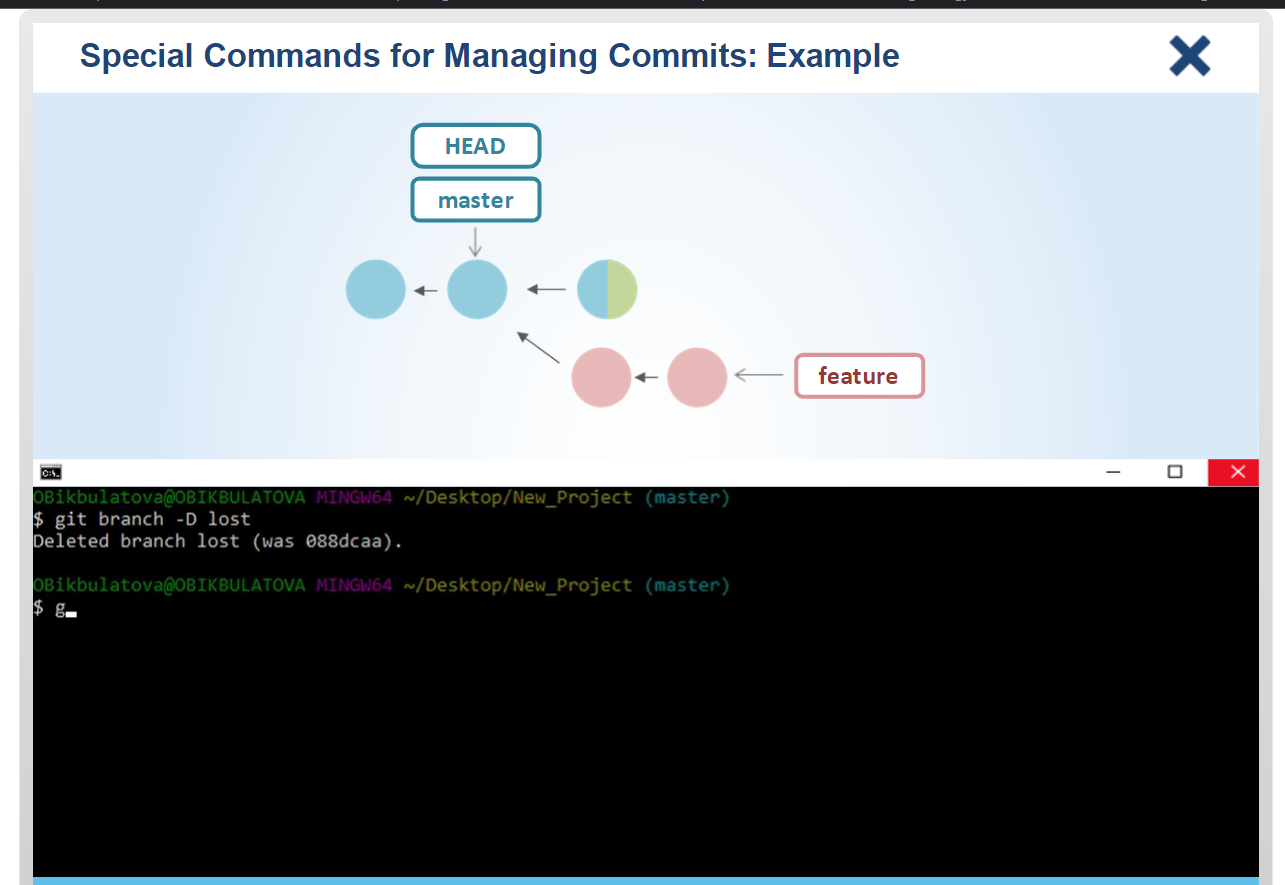 Special Commands for Managing Commits: Example
HEAD
master
feature
C:\.
OBikbulatova@OBIKBULATOVA MINGW64 ~/Desktop/New_Project (master)
$ git branch -D lost
Deleted branch lost (was 088dcaa).
OBikbulatova@OBIKBULATOVA MINGW64 ~/Desktop/New_Project (master)
$ g